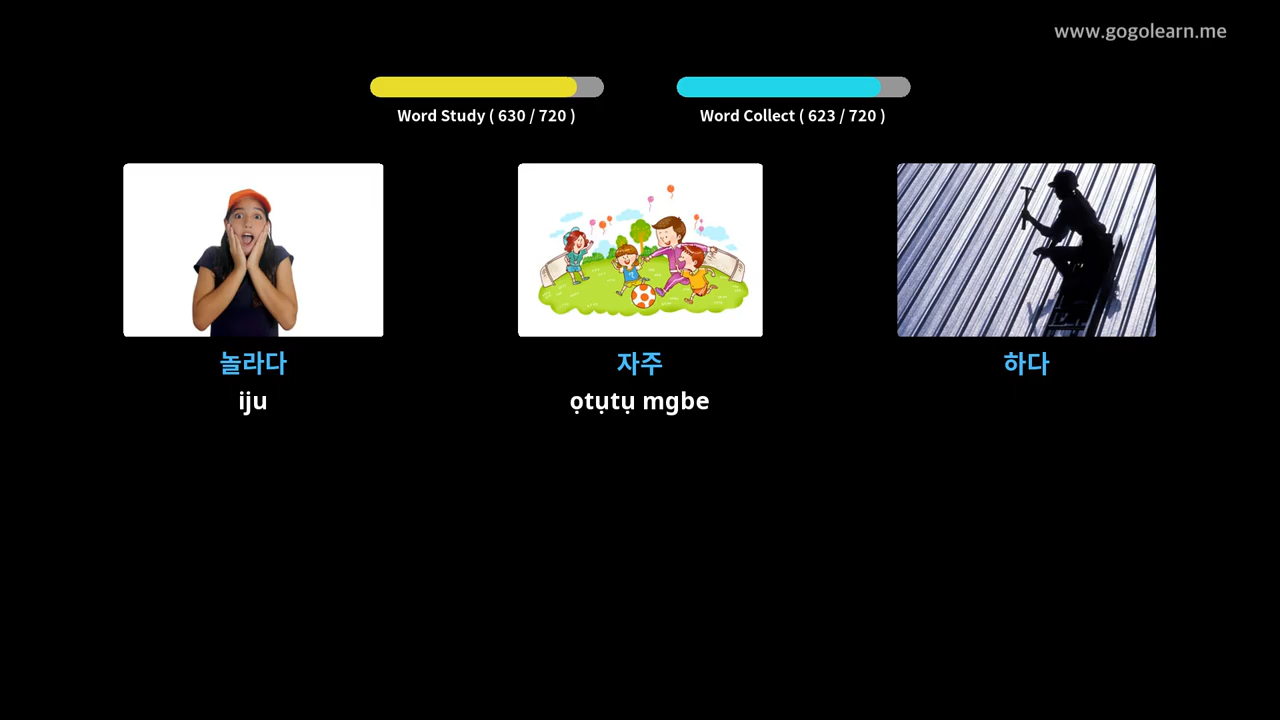 www.gogolearn.me
Word Study ( 630 / 720 )
Word Collect ( 623 / 720 )
놀라다
자주
하다
iju
ọtụtụ mgbe